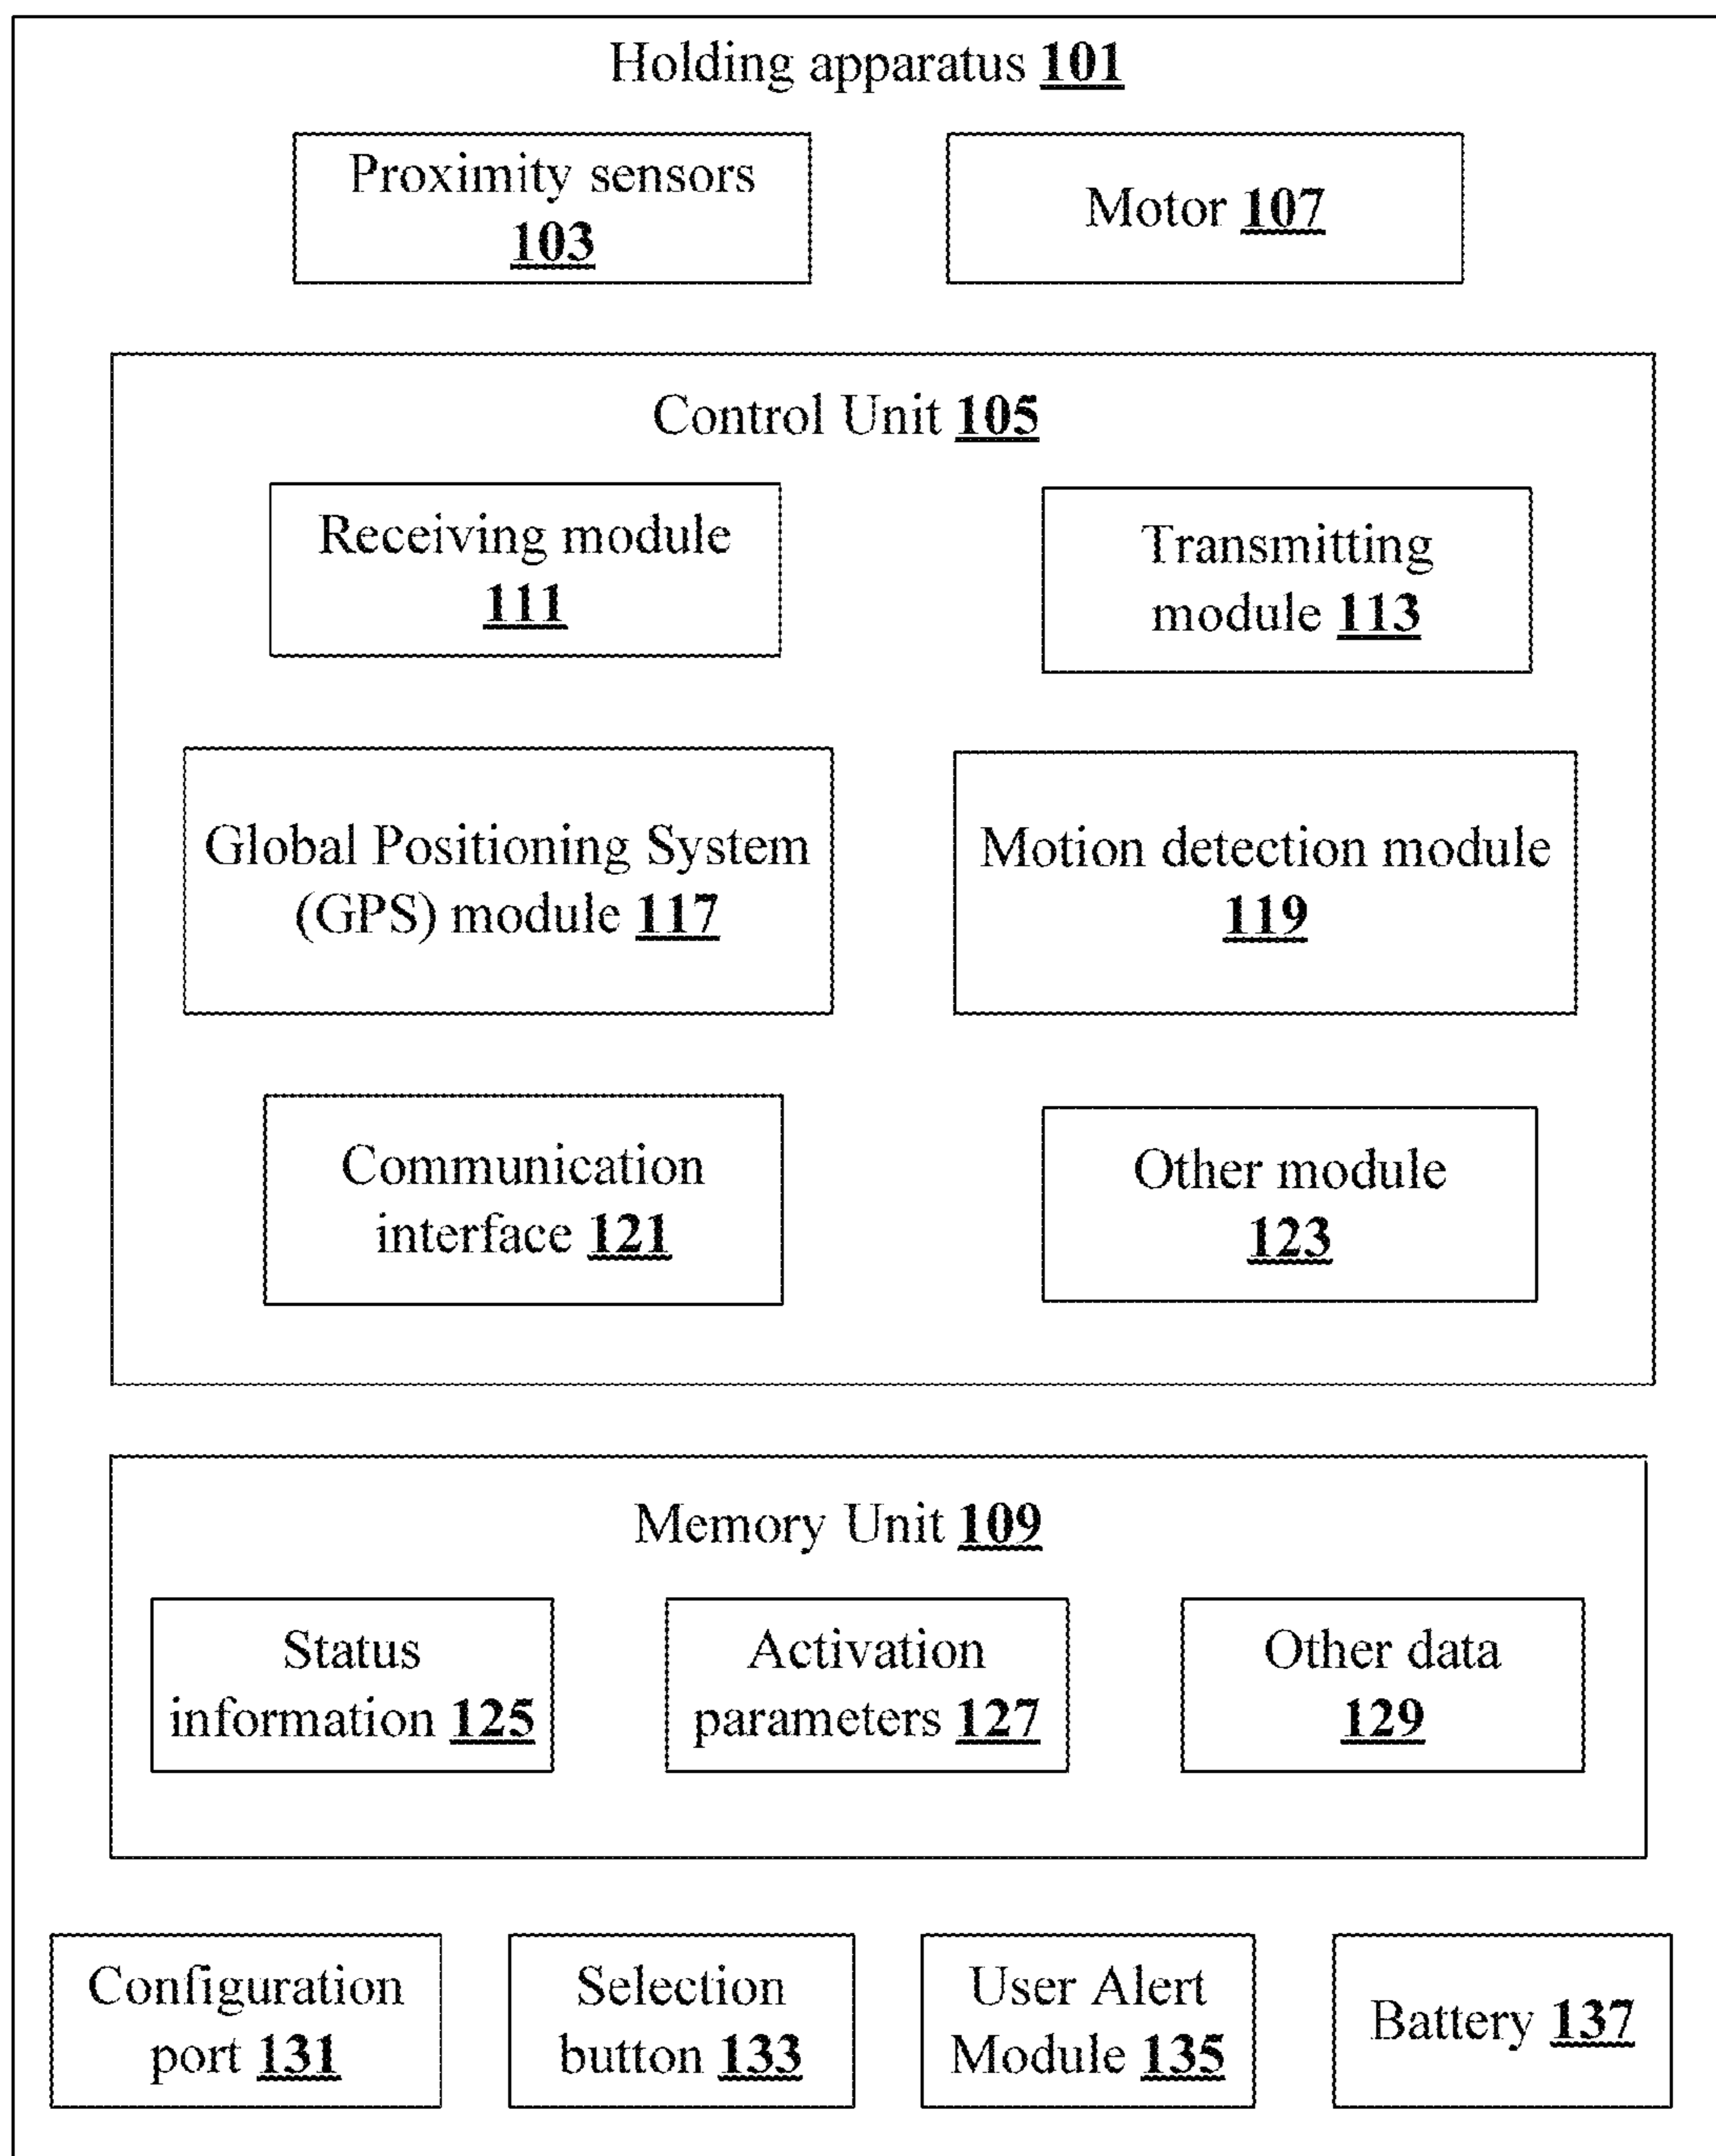 Holding apparatus 101
Proximity sensors
103
Motor 107
Control Unit 105
Receiving module
111
Transmitting
module 113
Global Positioning System
(GPS) module 117
Motion detection module
119
Communication
interface 121
Other module
123
Memory Unit 109
Status
information 125
Activation
parameters 127
Other data
129
Configuration
port 131
Selection
button 133
User Alert
Module 135
Battery 137